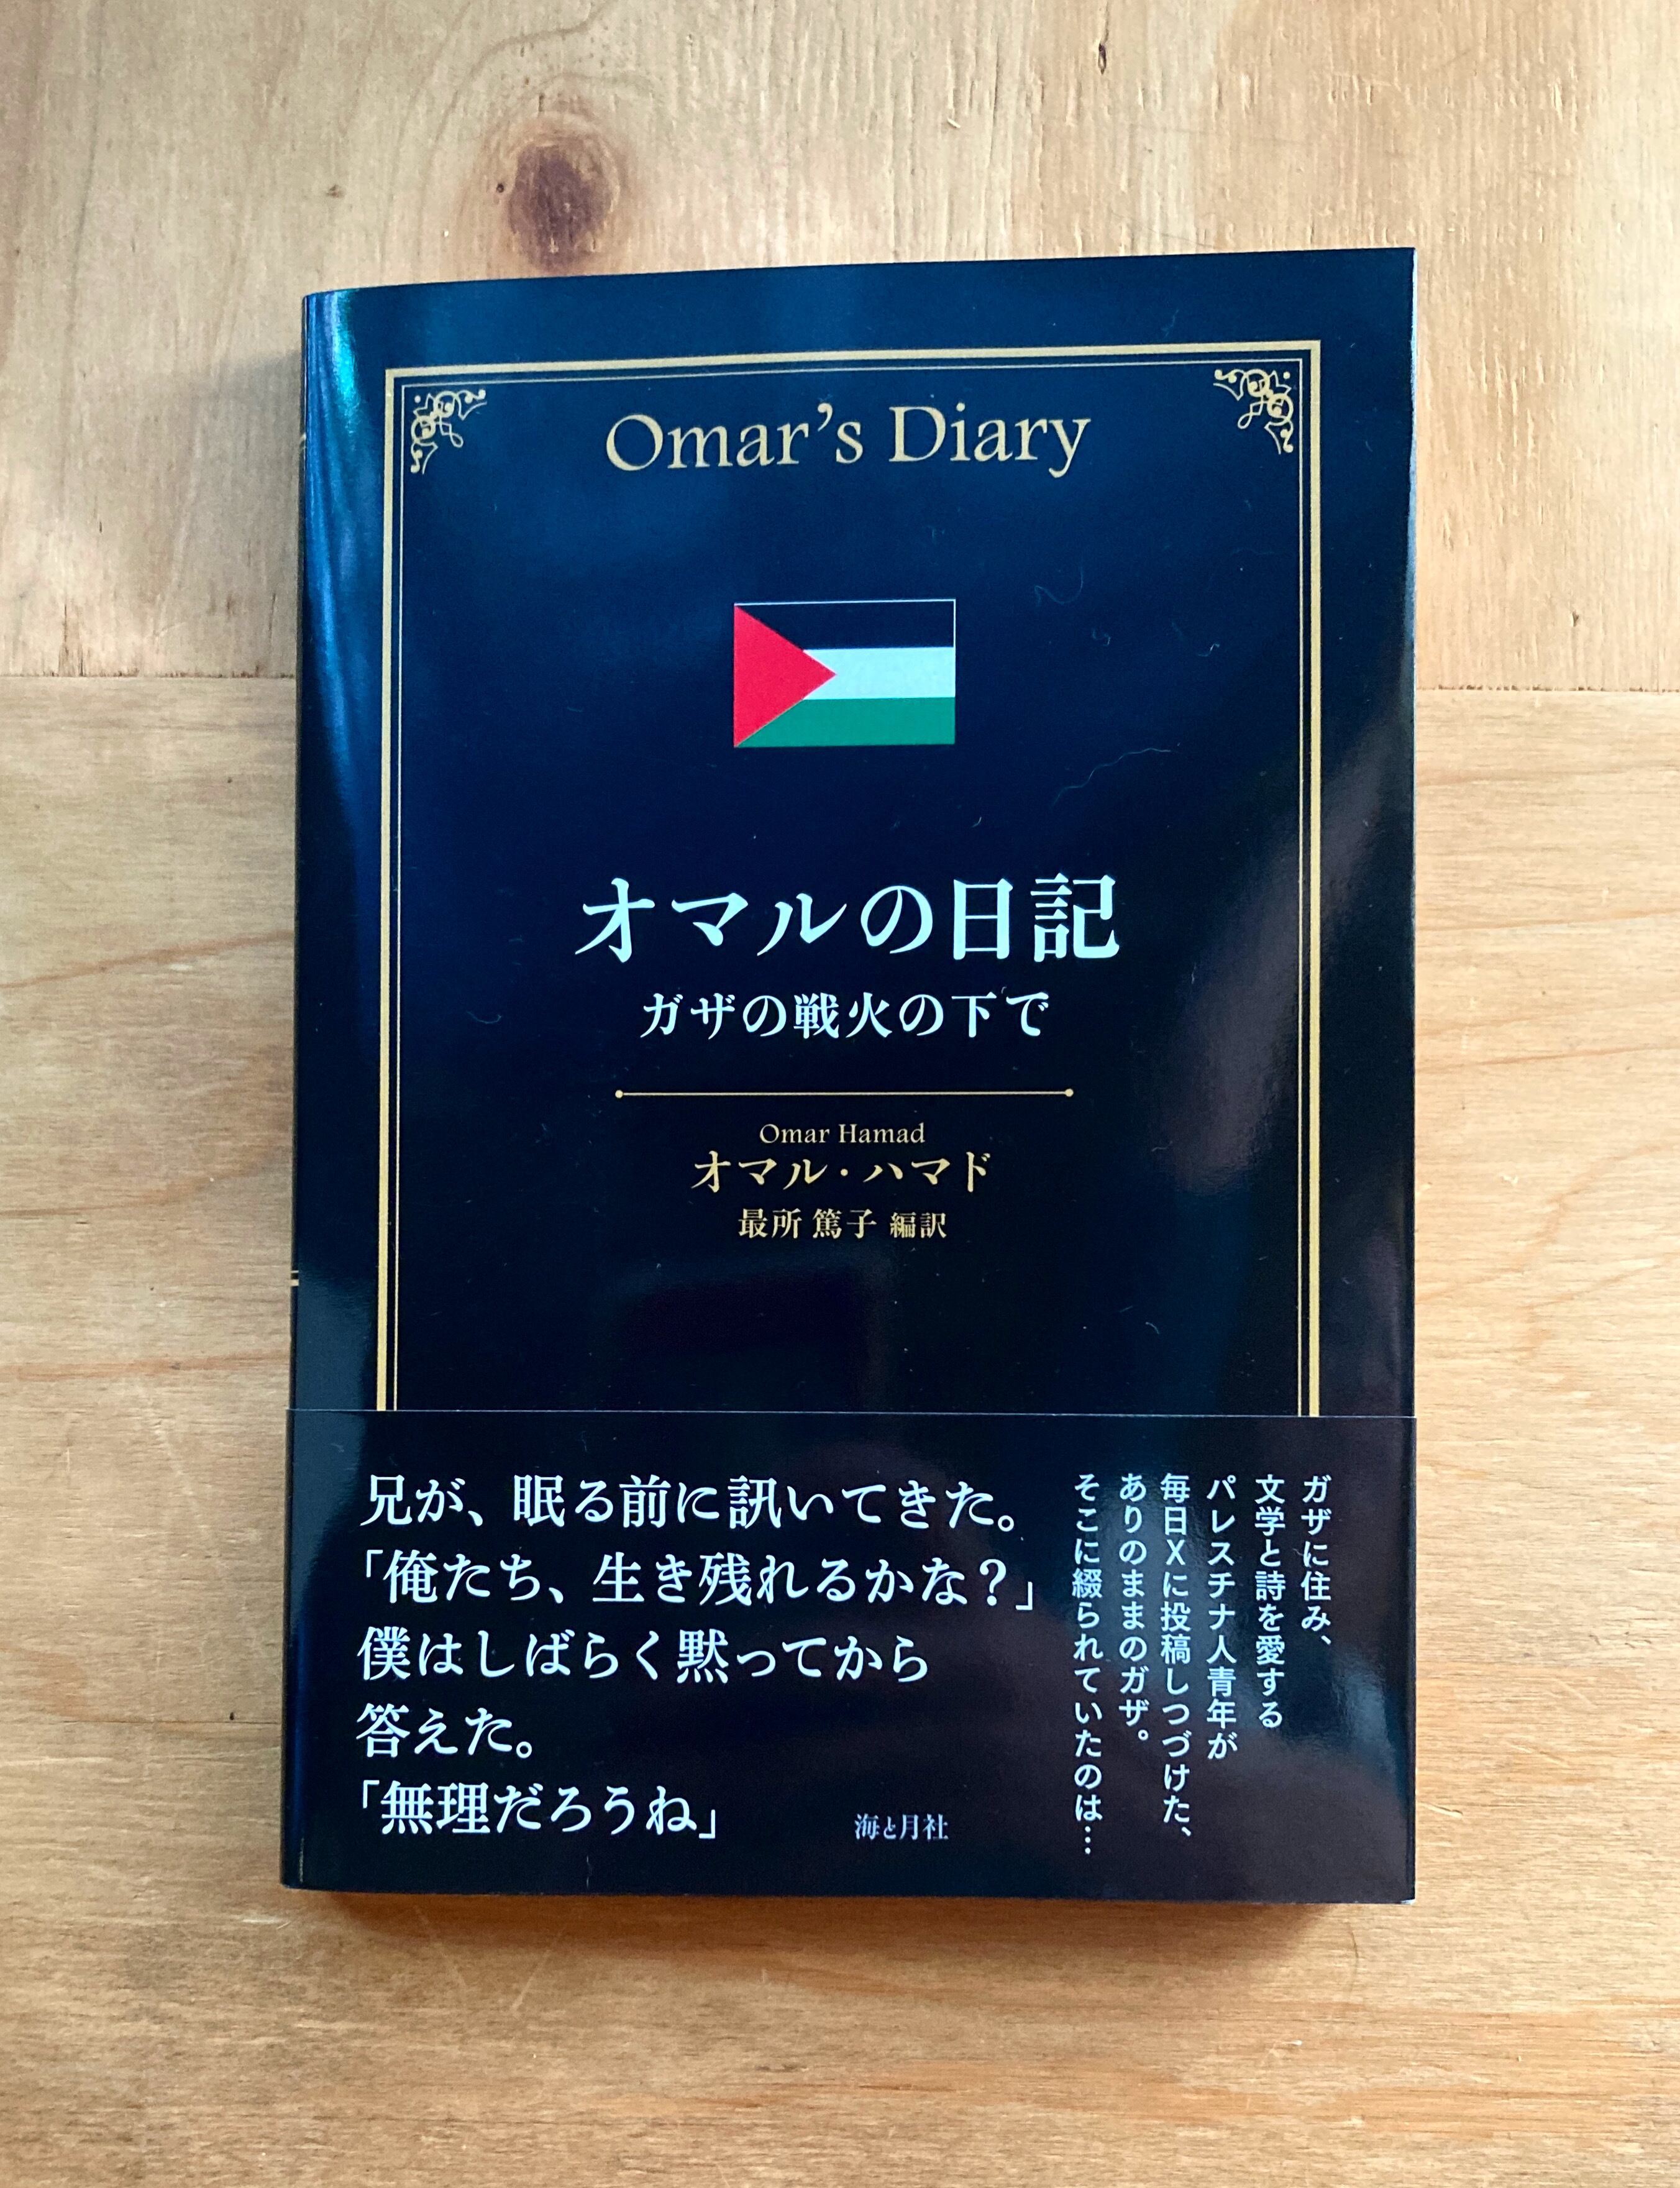 Omar's Diary
オマルの日記
ガザの戦火の下で
Omar Hamad
オマル・ハマド
最所 篤子 編訳
兄が、眠る前に訊いてきた。
「俺たち、生き残れるかな？」
僕はしばらく黙ってから
答えた。
「無理だろうね」
ガザに住み、
文学と詩を愛する
パレスチナ人青年が
毎日Xに投稿しつづけた、
ありのままのガザ。
そこに綴られていたのは…
海と月社